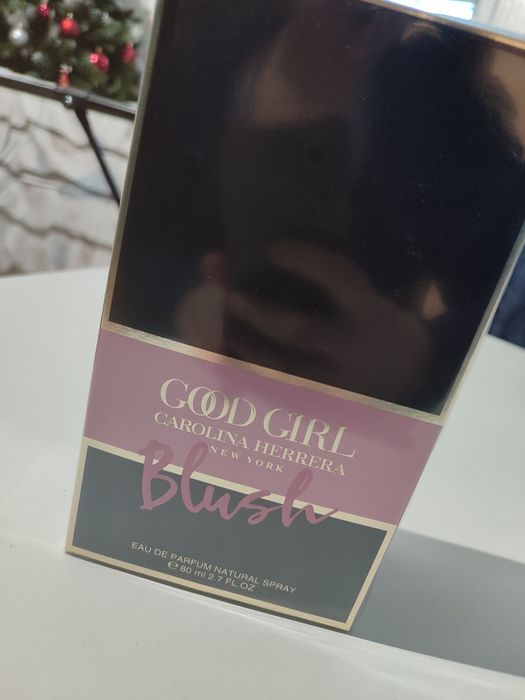 GOOD GIRL
CAROLINA HERRERA
NEW YORK
Blush
EAU DE PARFUM NATURAL SPRAY
℮ 80 ml 2.7 FL.OZ